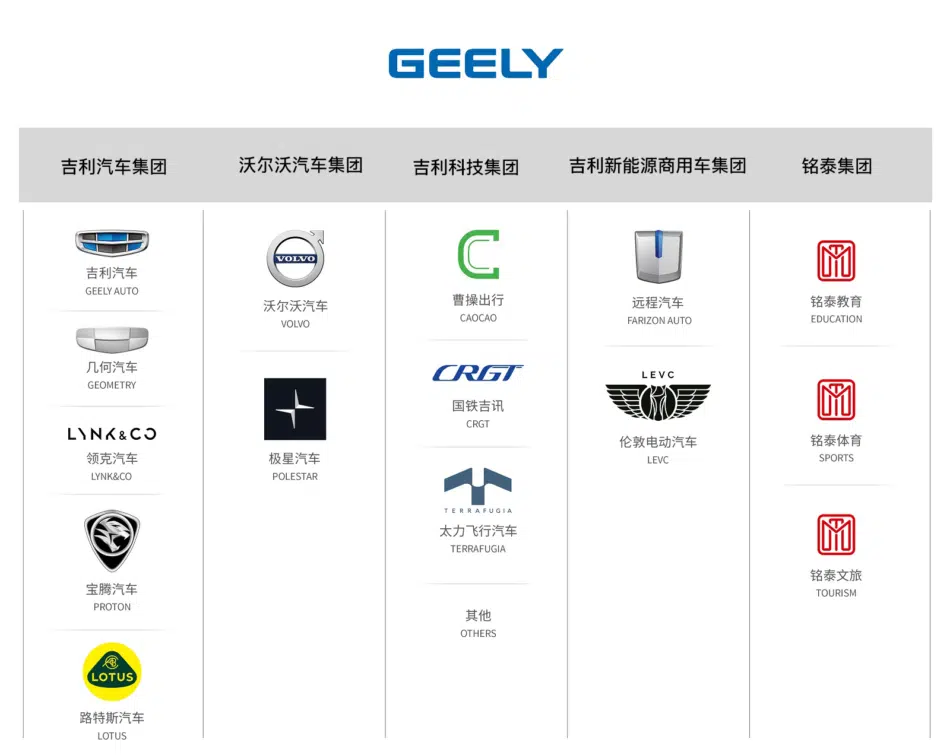 GEELY
吉利汽车集团
沃尔沃汽车集团
吉利科技集团
吉利新能源商用车集团
铭泰集团
吉利汽车
GEELY AUTO
几何汽车
GEOMETRY
LYNK&CO
领克汽车
LYNK&CO
宝腾汽车
PROTON
LOTUS
路特斯汽车
LOTUS
VOLVO
沃尔沃汽车
VOLVO
极星汽车
POLESTAR
曹操出行
CAOCAO
CRGT
国铁吉讯
CRGT
TERRAFUGIA
太力飞行汽车
TERRAFUGIA
其他
OTHERS
远程汽车
FARIZON AUTO
LEVC
伦敦电动汽车
LEVC
铭泰教育
EDUCATION
铭泰体育
SPORTS
铭泰文旅
TOURISM